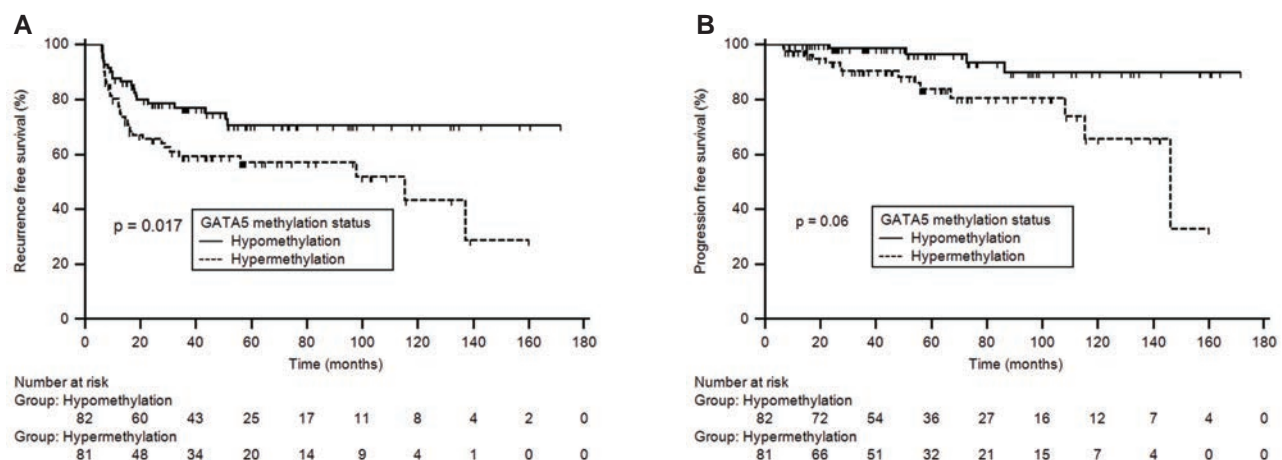 A
Recurrence free survival (%)
100
80
60
40
20
0
p = 0.017
GATA5 methylation status
Hypomethylation
Hypermethylation
0 20 40 60 80 100 120 140 160 180
Time (months)
Number at risk
Group: Hypomethylation
82 60 43 25 17 11 8 4 2 0
Group: Hypermethylation
81 48 34 20 14 9 4 1 0 0
B
Progression free survival (%)
100
80
60
40
20
0
p = 0.06
GATA5 methylation status
Hypomethylation
Hypermethylation
0 20 40 60 80 100 120 140 160 180
Time (months)
Number at risk
Group: Hypomethylation
82 72 54 36 27 16 12 7 4 0
Group: Hypermethylation
81 66 51 32 21 15 7 4 0 0